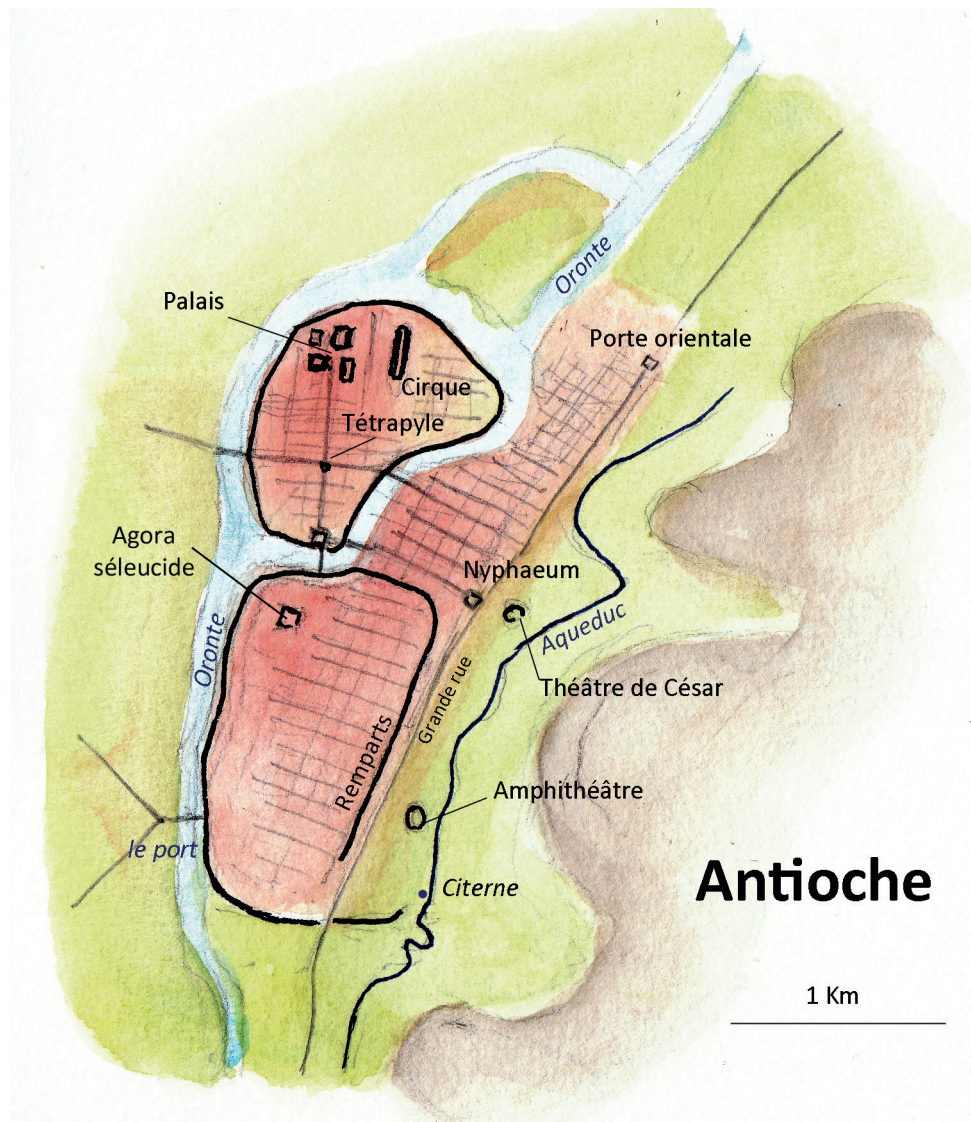 Oronte
Palais
Porte orientale
Cirque
Tétrapyle
Agora
séleucide
Nyphaeum
Aqueduc
Oronte
Théâtre de César
Grande rue
Remparts
Amphithéâtre
le port
Citerne
Antioche
1 Km